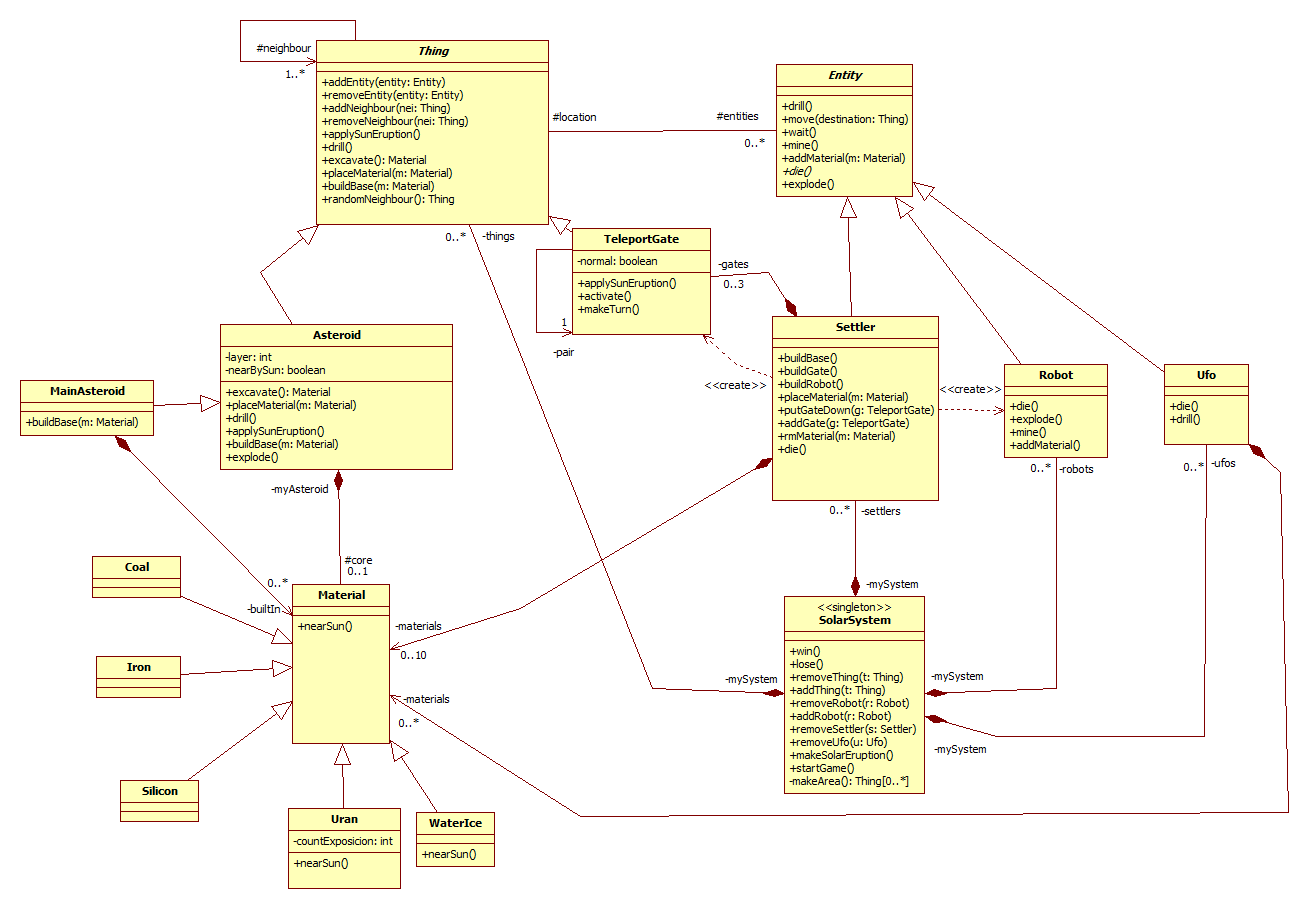 #neighbour
1..*
Thing
+addEntity(entity: Entity)
+removeEntity(entity: Entity)
+addNeighbour(nei: Thing)
+removeNeighbour(nei: Thing)
+applySunEruption()
+drill()
+excavate(): Material
+placeMaterial(m: Material)
+buildBase(m: Material)
+randomNeighbour(): Thing
#location
#entities
0..*
Entity
+drill()
+move(destination: Thing)
+wait()
+mine()
+addMaterial(m: Material)
+die()
+explode()
0..*
-things
TeleportGate
-normal: boolean
+applySunEruption()
+activate()
+makeTurn()
1
-pair
-gates
0..3
<<create>>
Settler
+buildBase()
+buildGate()
+buildRobot()
+placeMaterial(m: Material)
+putGateDown(g: TeleportGate)
+addGate(g: TeleportGate)
+rmMaterial(m: Material)
+die()
<<create>>
Robot
+die()
+explode()
+mine()
+addMaterial()
Ufo
+die()
+drill()
Asteroid
-layer: int
-nearBySun: boolean
+excavate(): Material
+placeMaterial(m: Material)
+drill()
+applySunEruption()
+buildBase(m: Material)
+explode()
MainAsteroid
+buildBase(m: Material)
-myAsteroid
#core
0..1
0..*
-builtIn
0..*
-settlers
0..*
-robots
0..*
-ufos
Coal
Iron
Silicon
Material
+nearSun()
-materials
0..10
-materials
0..*
Uran
-countExposicion: int
+nearSun()
WaterIce
+nearSun()
-mySystem
-mySystem
-mySystem
-mySystem
<<singleton>>
SolarSystem
+win()
+lose()
+removeThing(t: Thing)
+addThing(t: Thing)
+removeRobot(r: Robot)
+addRobot(r: Robot)
+removeSettler(s: Settler)
+removeUfo(u: Ufo)
+makeSolarEruption()
+startGame()
-makeArea(): Thing[0..*]